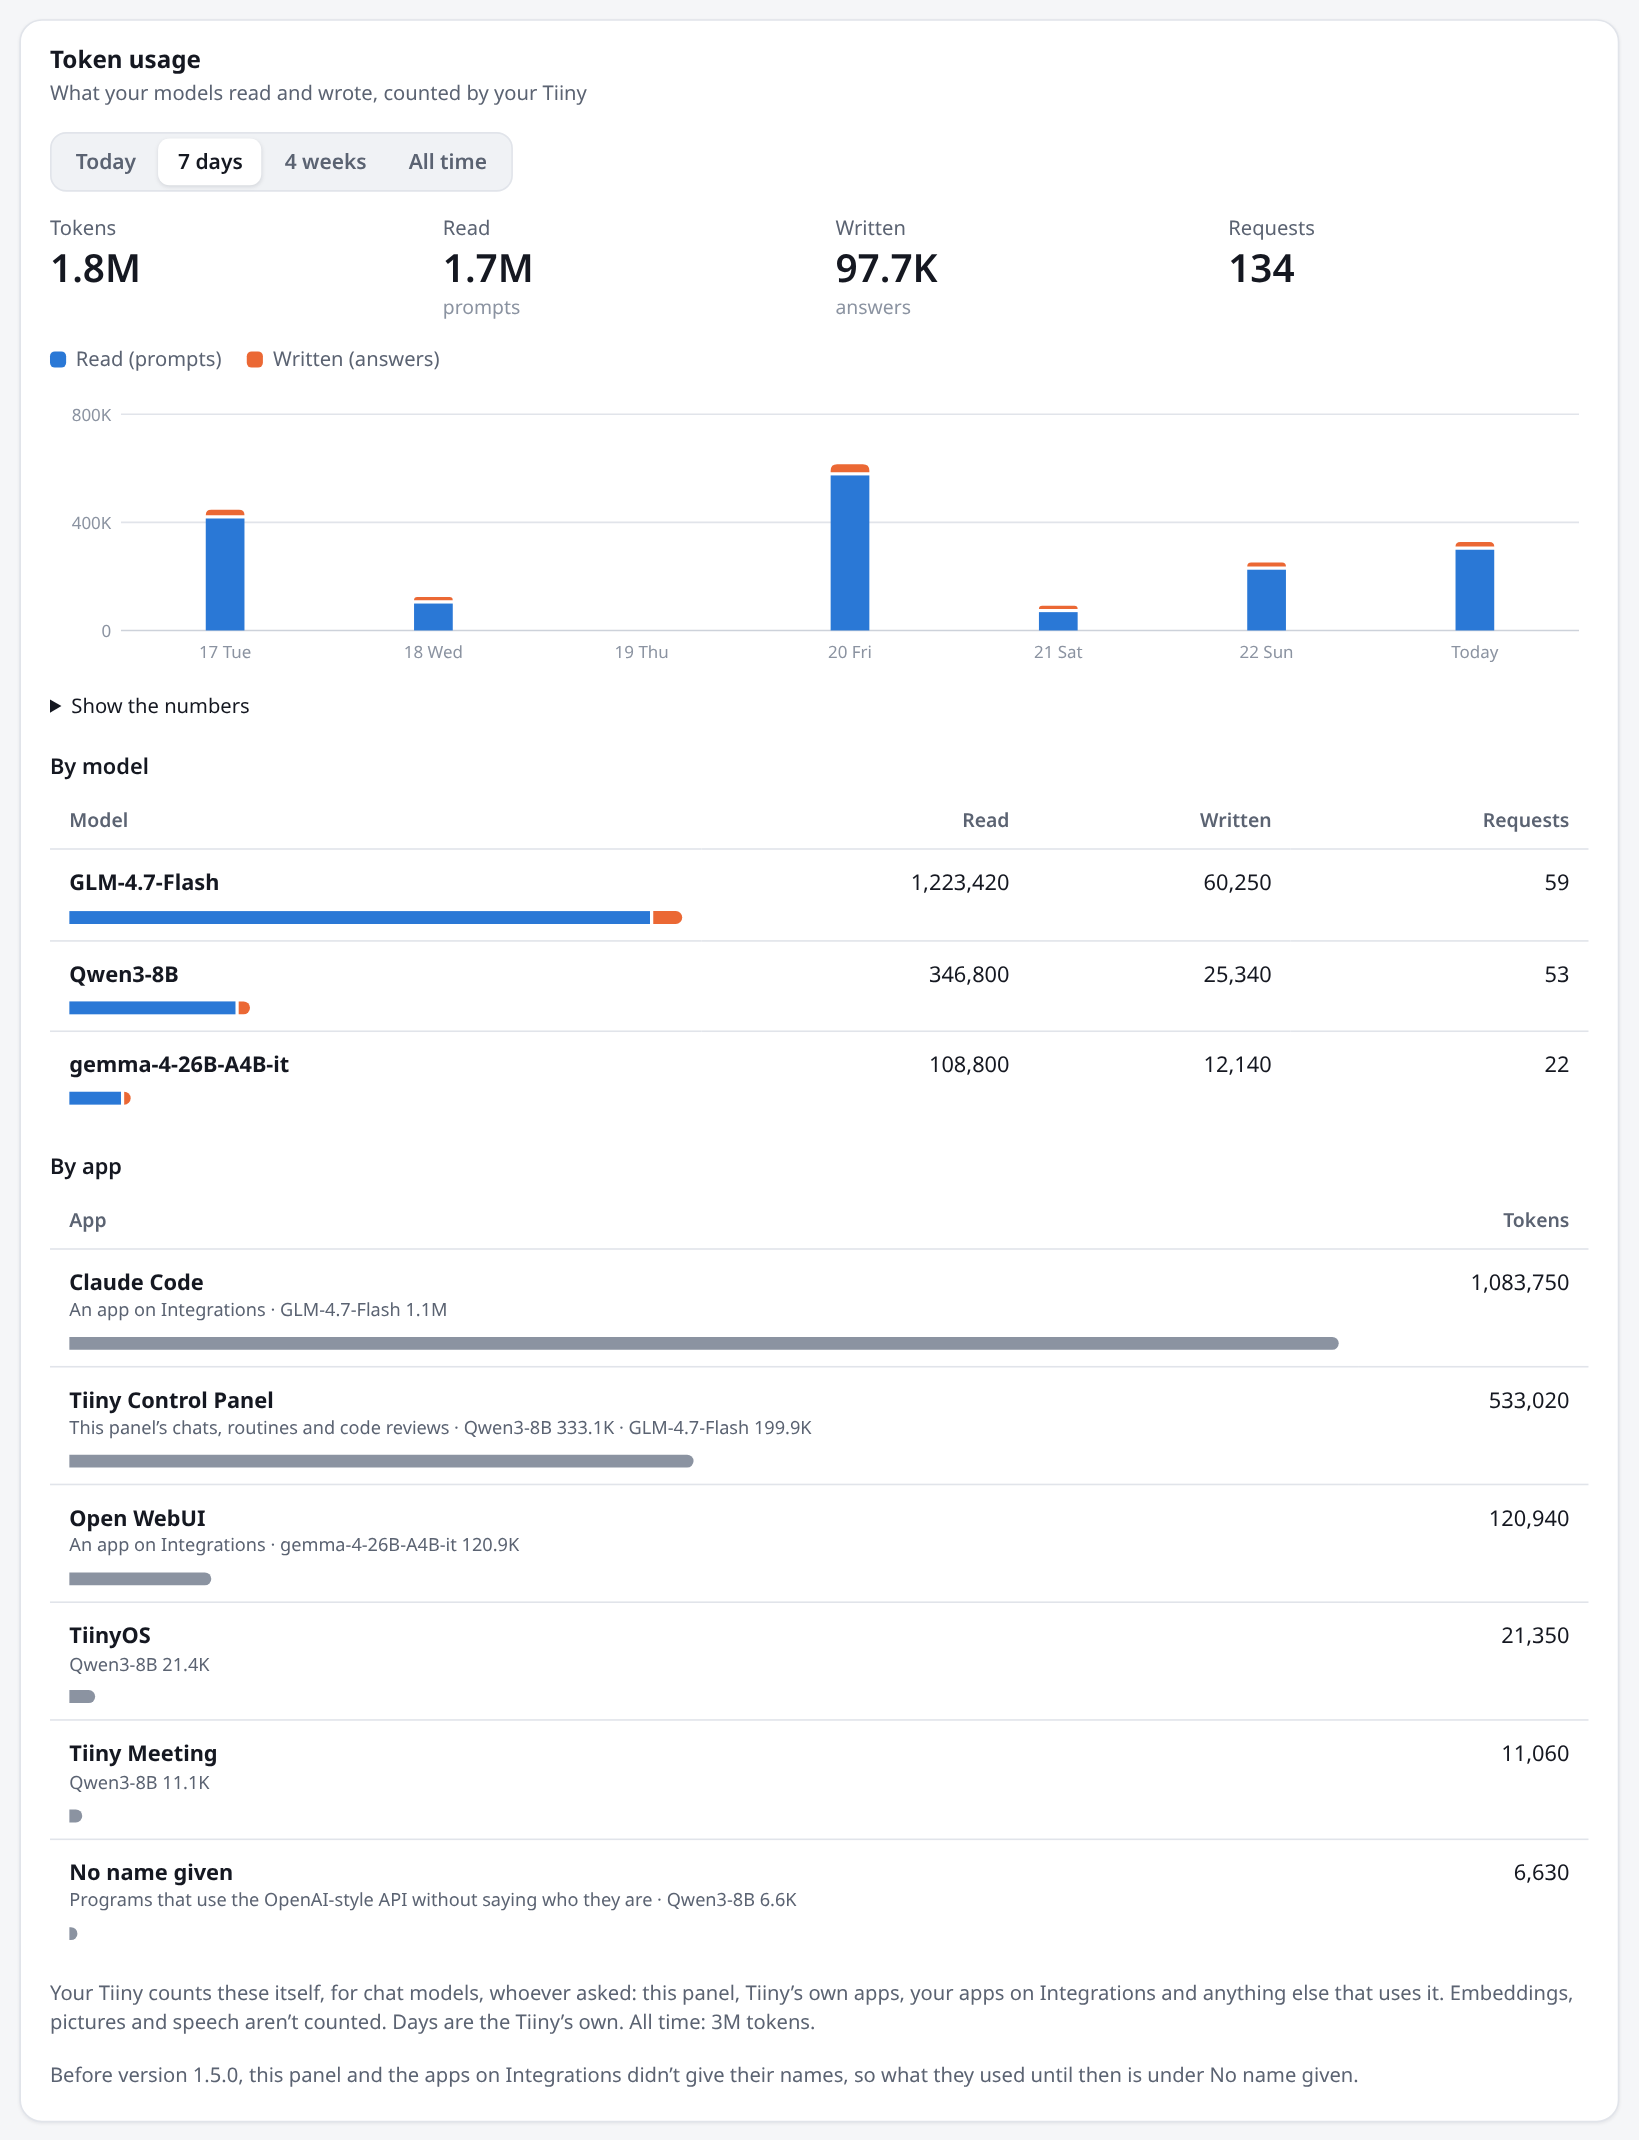 Token usage
What your models read and wrote, counted by your Tiiny
Today 7 days 4 weeks All time
Tokens Read Written Requests
1.8M 1.7M 97.7K 134
prompts answers
Read (prompts) Written (answers)
800K
400K
0
17 Tue 18 Wed 19 Thu 20 Fri 21 Sat 22 Sun Today
▶ Show the numbers
By model
Model Read Written Requests
GLM-4.7-Flash 1,223,420 60,250 59
Qwen3-8B 346,800 25,340 53
gemma-4-26B-A4B-it 108,800 12,140 22
By app
App Tokens
Claude Code 1,083,750
An app on Integrations · GLM-4.7-Flash 1.1M
Tiiny Control Panel 533,020
This panel’s chats, routines and code reviews · Qwen3-8B 333.1K · GLM-4.7-Flash 199.9K
Open WebUI 120,940
An app on Integrations · gemma-4-26B-A4B-it 120.9K
TiinyOS 21,350
Qwen3-8B 21.4K
Tiiny Meeting 11,060
Qwen3-8B 11.1K
No name given 6,630
Programs that use the OpenAI-style API without saying who they are · Qwen3-8B 6.6K
Your Tiiny counts these itself, for chat models, whoever asked: this panel, Tiiny’s own apps, your apps on Integrations and anything else that uses it. Embeddings,
pictures and speech aren’t counted. Days are the Tiiny’s own. All time: 3M tokens.
Before version 1.5.0, this panel and the apps on Integrations didn’t give their names, so what they used until then is under No name given.